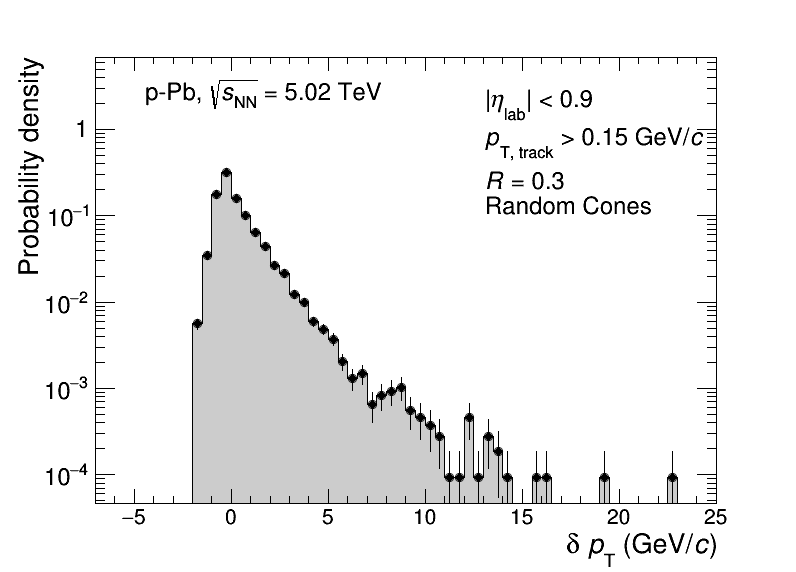 Probability density
p-Pb, √s_NN = 5.02 TeV
|η_lab| < 0.9
p_T, track > 0.15 GeV/c
R = 0.3
Random Cones
1
10⁻¹
10⁻²
10⁻³
10⁻⁴
−5 0 5 10 15 20 25
δ p_T (GeV/c)